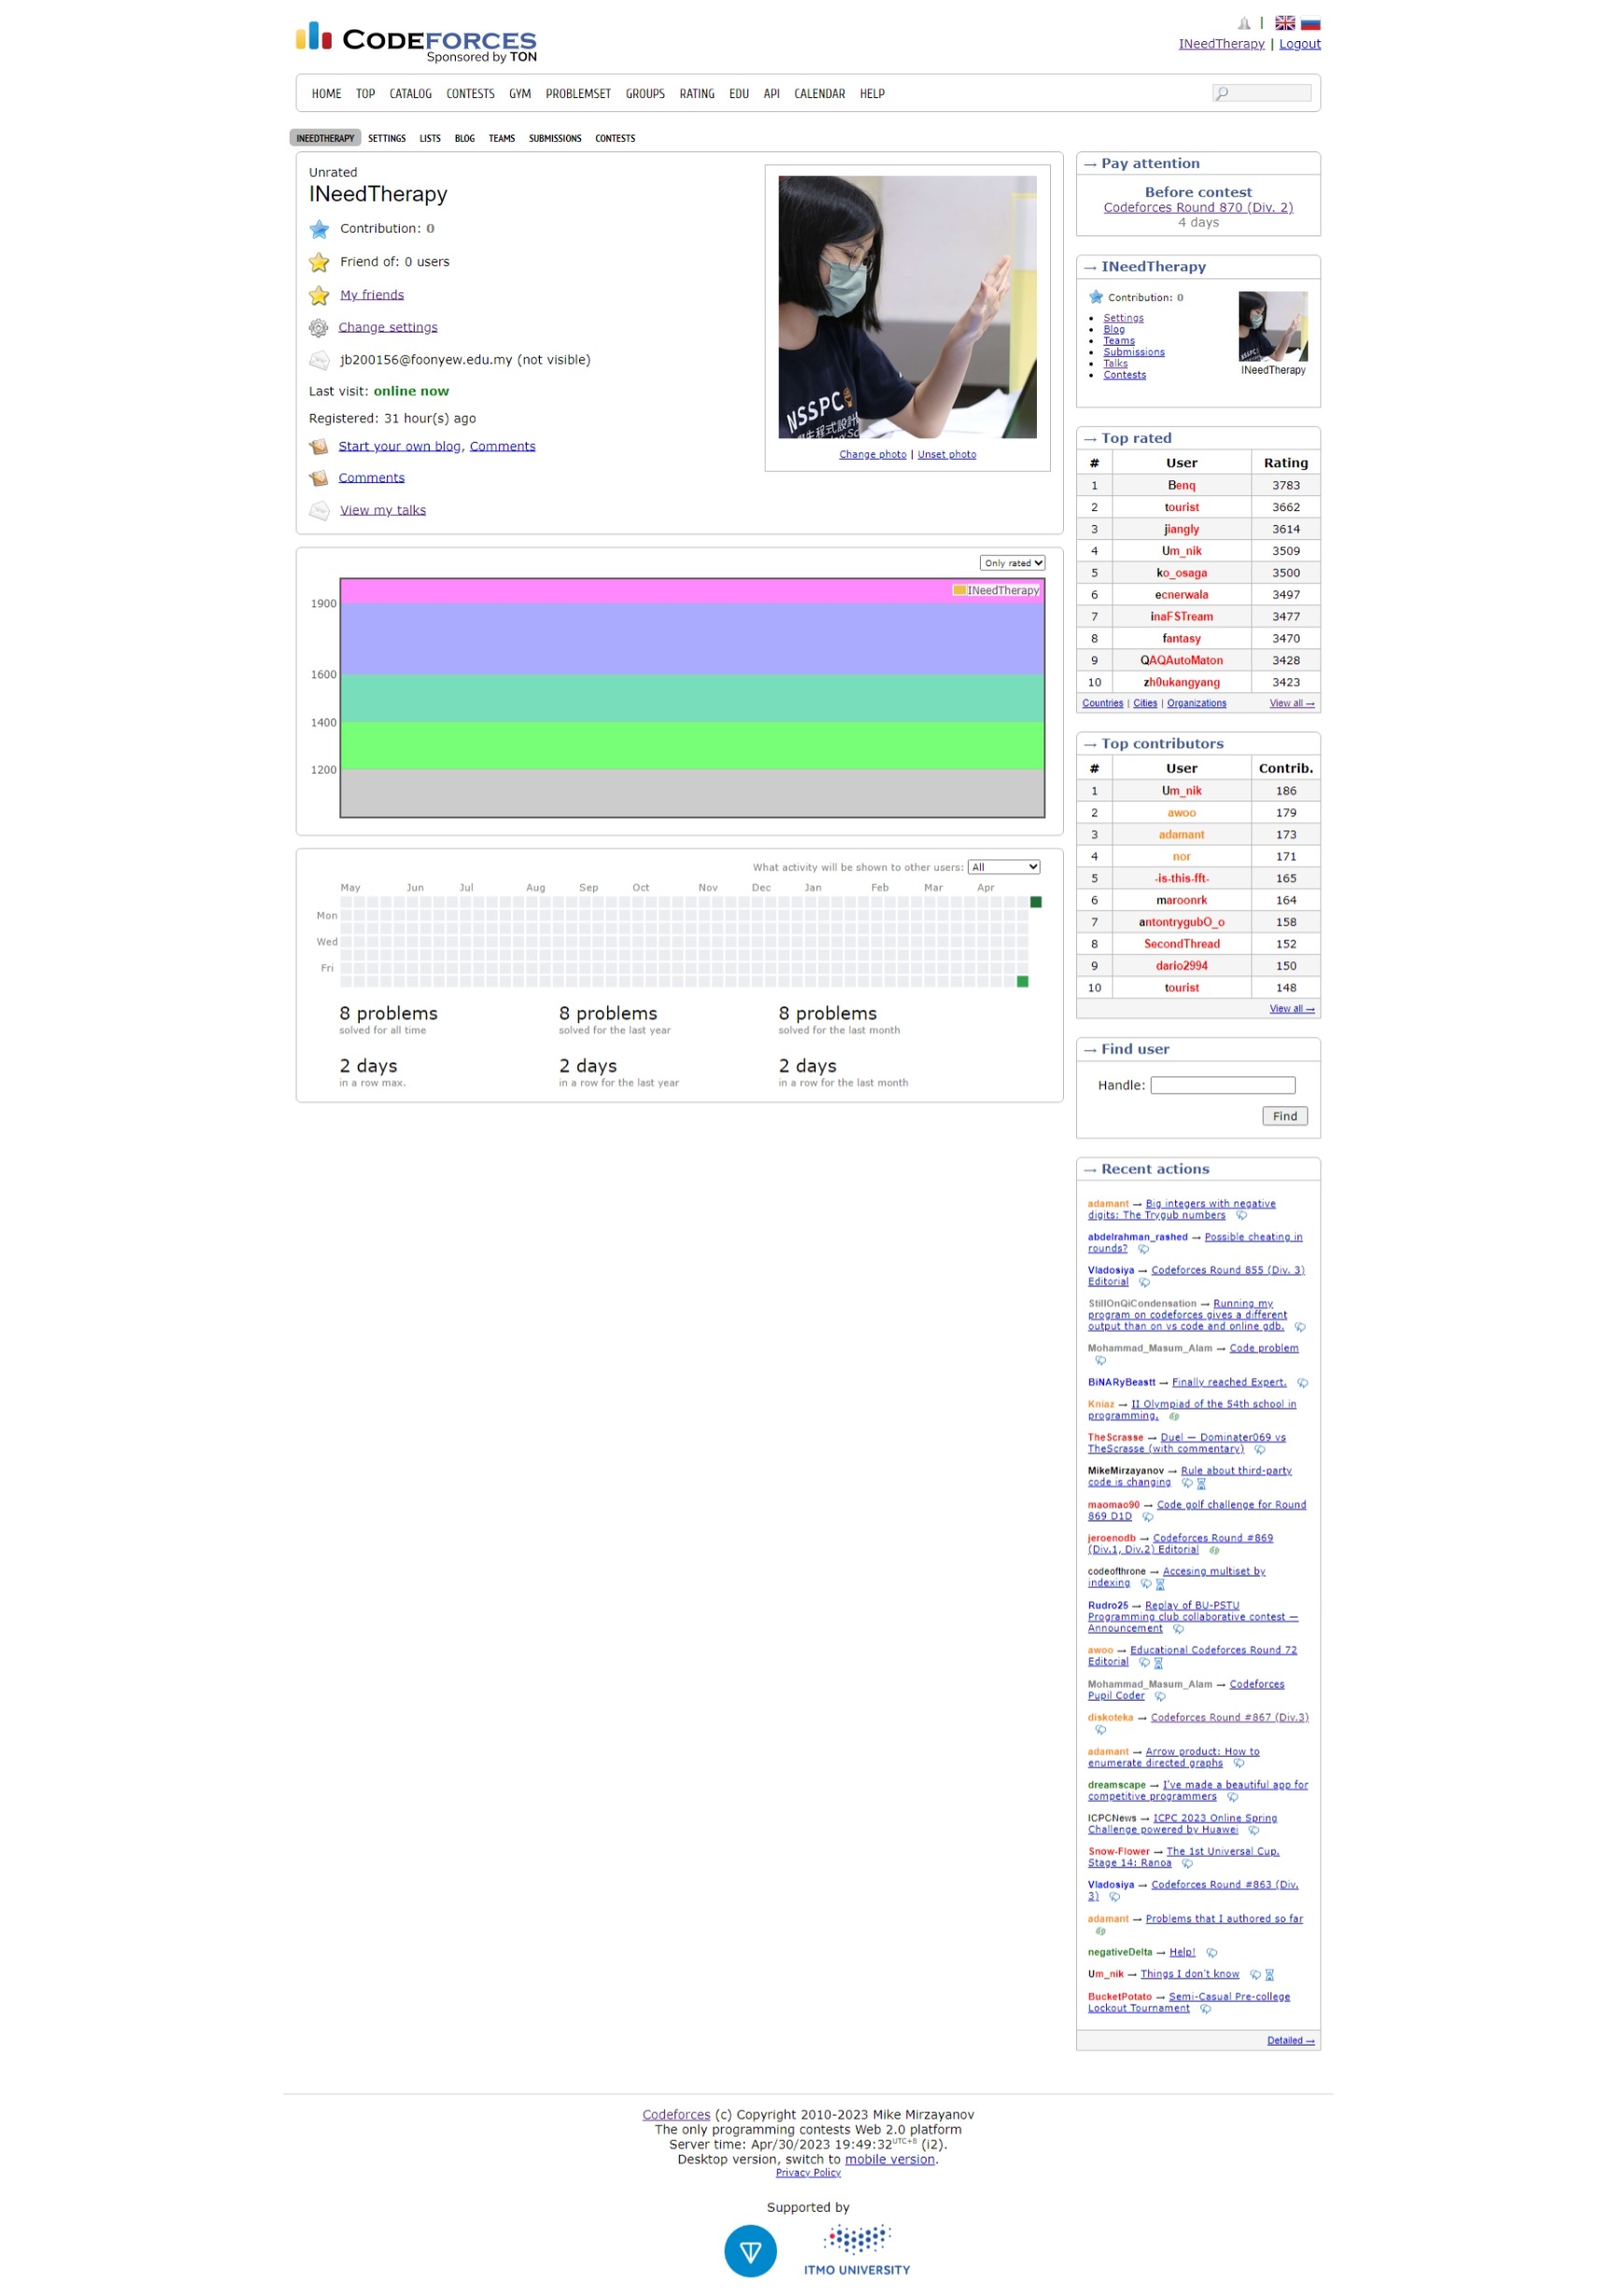 CODEFORCES
Sponsored by TON
INeedTherapy | Logout
HOME TOP CATALOG CONTESTS GYM PROBLEMSET GROUPS RATING EDU API CALENDAR HELP
INEEDTHERAPY SETTINGS LISTS BLOG TEAMS SUBMISSIONS CONTESTS
Unrated
INeedTherapy
Contribution: 0
Friend of: 0 users
My friends
Change settings
jb200156@foonyew.edu.my (not visible)
Last visit: online now
Registered: 31 hour(s) ago
Start your own blog, Comments
Comments
View my talks
NSSPC
Change photo | Unset photo
Only rated
INeedTherapy
1900
1600
1400
1200
What activity will be shown to other users: All
May Jun Jul Aug Sep Oct Nov Dec Jan Feb Mar Apr
Mon
Wed
Fri
8 problems 8 problems 8 problems
solved for all time solved for the last year solved for the last month
2 days 2 days 2 days
in a row max. in a row for the last year in a row for the last month
→ Pay attention
Before contest
Codeforces Round 870 (Div. 2)
4 days
→ INeedTherapy
Contribution: 0
Settings
Blog
Teams
Submissions
Talks
Contests
INeedTherapy
→ Top rated
# User Rating
1 Benq 3783
2 tourist 3662
3 jiangly 3614
4 Um_nik 3509
5 ko_osaga 3500
6 ecnerwala 3497
7 inaFSTream 3477
8 fantasy 3470
9 QAQAutoMaton 3428
10 zh0ukangyang 3423
Countries | Cities | Organizations View all →
→ Top contributors
# User Contrib.
1 Um_nik 186
2 awoo 179
3 adamant 173
4 nor 171
5 -is-this-fft- 165
6 maroonrk 164
7 antontrygubO_o 158
8 SecondThread 152
9 dario2994 150
10 tourist 148
View all →
→ Find user
Handle:
Find
→ Recent actions
adamant → Big integers with negative
digits: The Trygub numbers
abdelrahman_rashed → Possible cheating in
rounds?
Vladosiya → Codeforces Round 855 (Div. 3)
Editorial
StillOnQiCondensation → Running my
program on codeforces gives a different
output than on vs code and online gdb.
Mohammad_Masum_Alam → Code problem
BiNARyBeastt → Finally reached Expert.
Kniaz → II Olympiad of the 54th school in
programming.
TheScrasse → Duel — Dominater069 vs
TheScrasse (with commentary)
MikeMirzayanov → Rule about third-party
code is changing
maomao90 → Code golf challenge for Round
869 D1D
jeroenodb → Codeforces Round #869
(Div.1, Div.2) Editorial
codeofthrone → Accesing multiset by
indexing
Rudro25 → Replay of BU-PSTU
Programming club collaborative contest —
Announcement
awoo → Educational Codeforces Round 72
Editorial
Mohammad_Masum_Alam → Codeforces
Pupil Coder
diskoteka → Codeforces Round #867 (Div.3)
adamant → Arrow product: How to
enumerate directed graphs
dreamscape → I've made a beautiful app for
competitive programmers
ICPCNews → ICPC 2023 Online Spring
Challenge powered by Huawei
Snow-Flower → The 1st Universal Cup.
Stage 14: Ranoa
Vladosiya → Codeforces Round #863 (Div.
3)
adamant → Problems that I authored so far
negativeDelta → Help!
Um_nik → Things I don't know
BucketPotato → Semi-Casual Pre-college
Lockout Tournament
Detailed →
Codeforces (c) Copyright 2010-2023 Mike Mirzayanov
The only programming contests Web 2.0 platform
Server time: Apr/30/2023 19:49:32 UTC+8 (i2).
Desktop version, switch to mobile version.
Privacy Policy
Supported by
ITMO UNIVERSITY